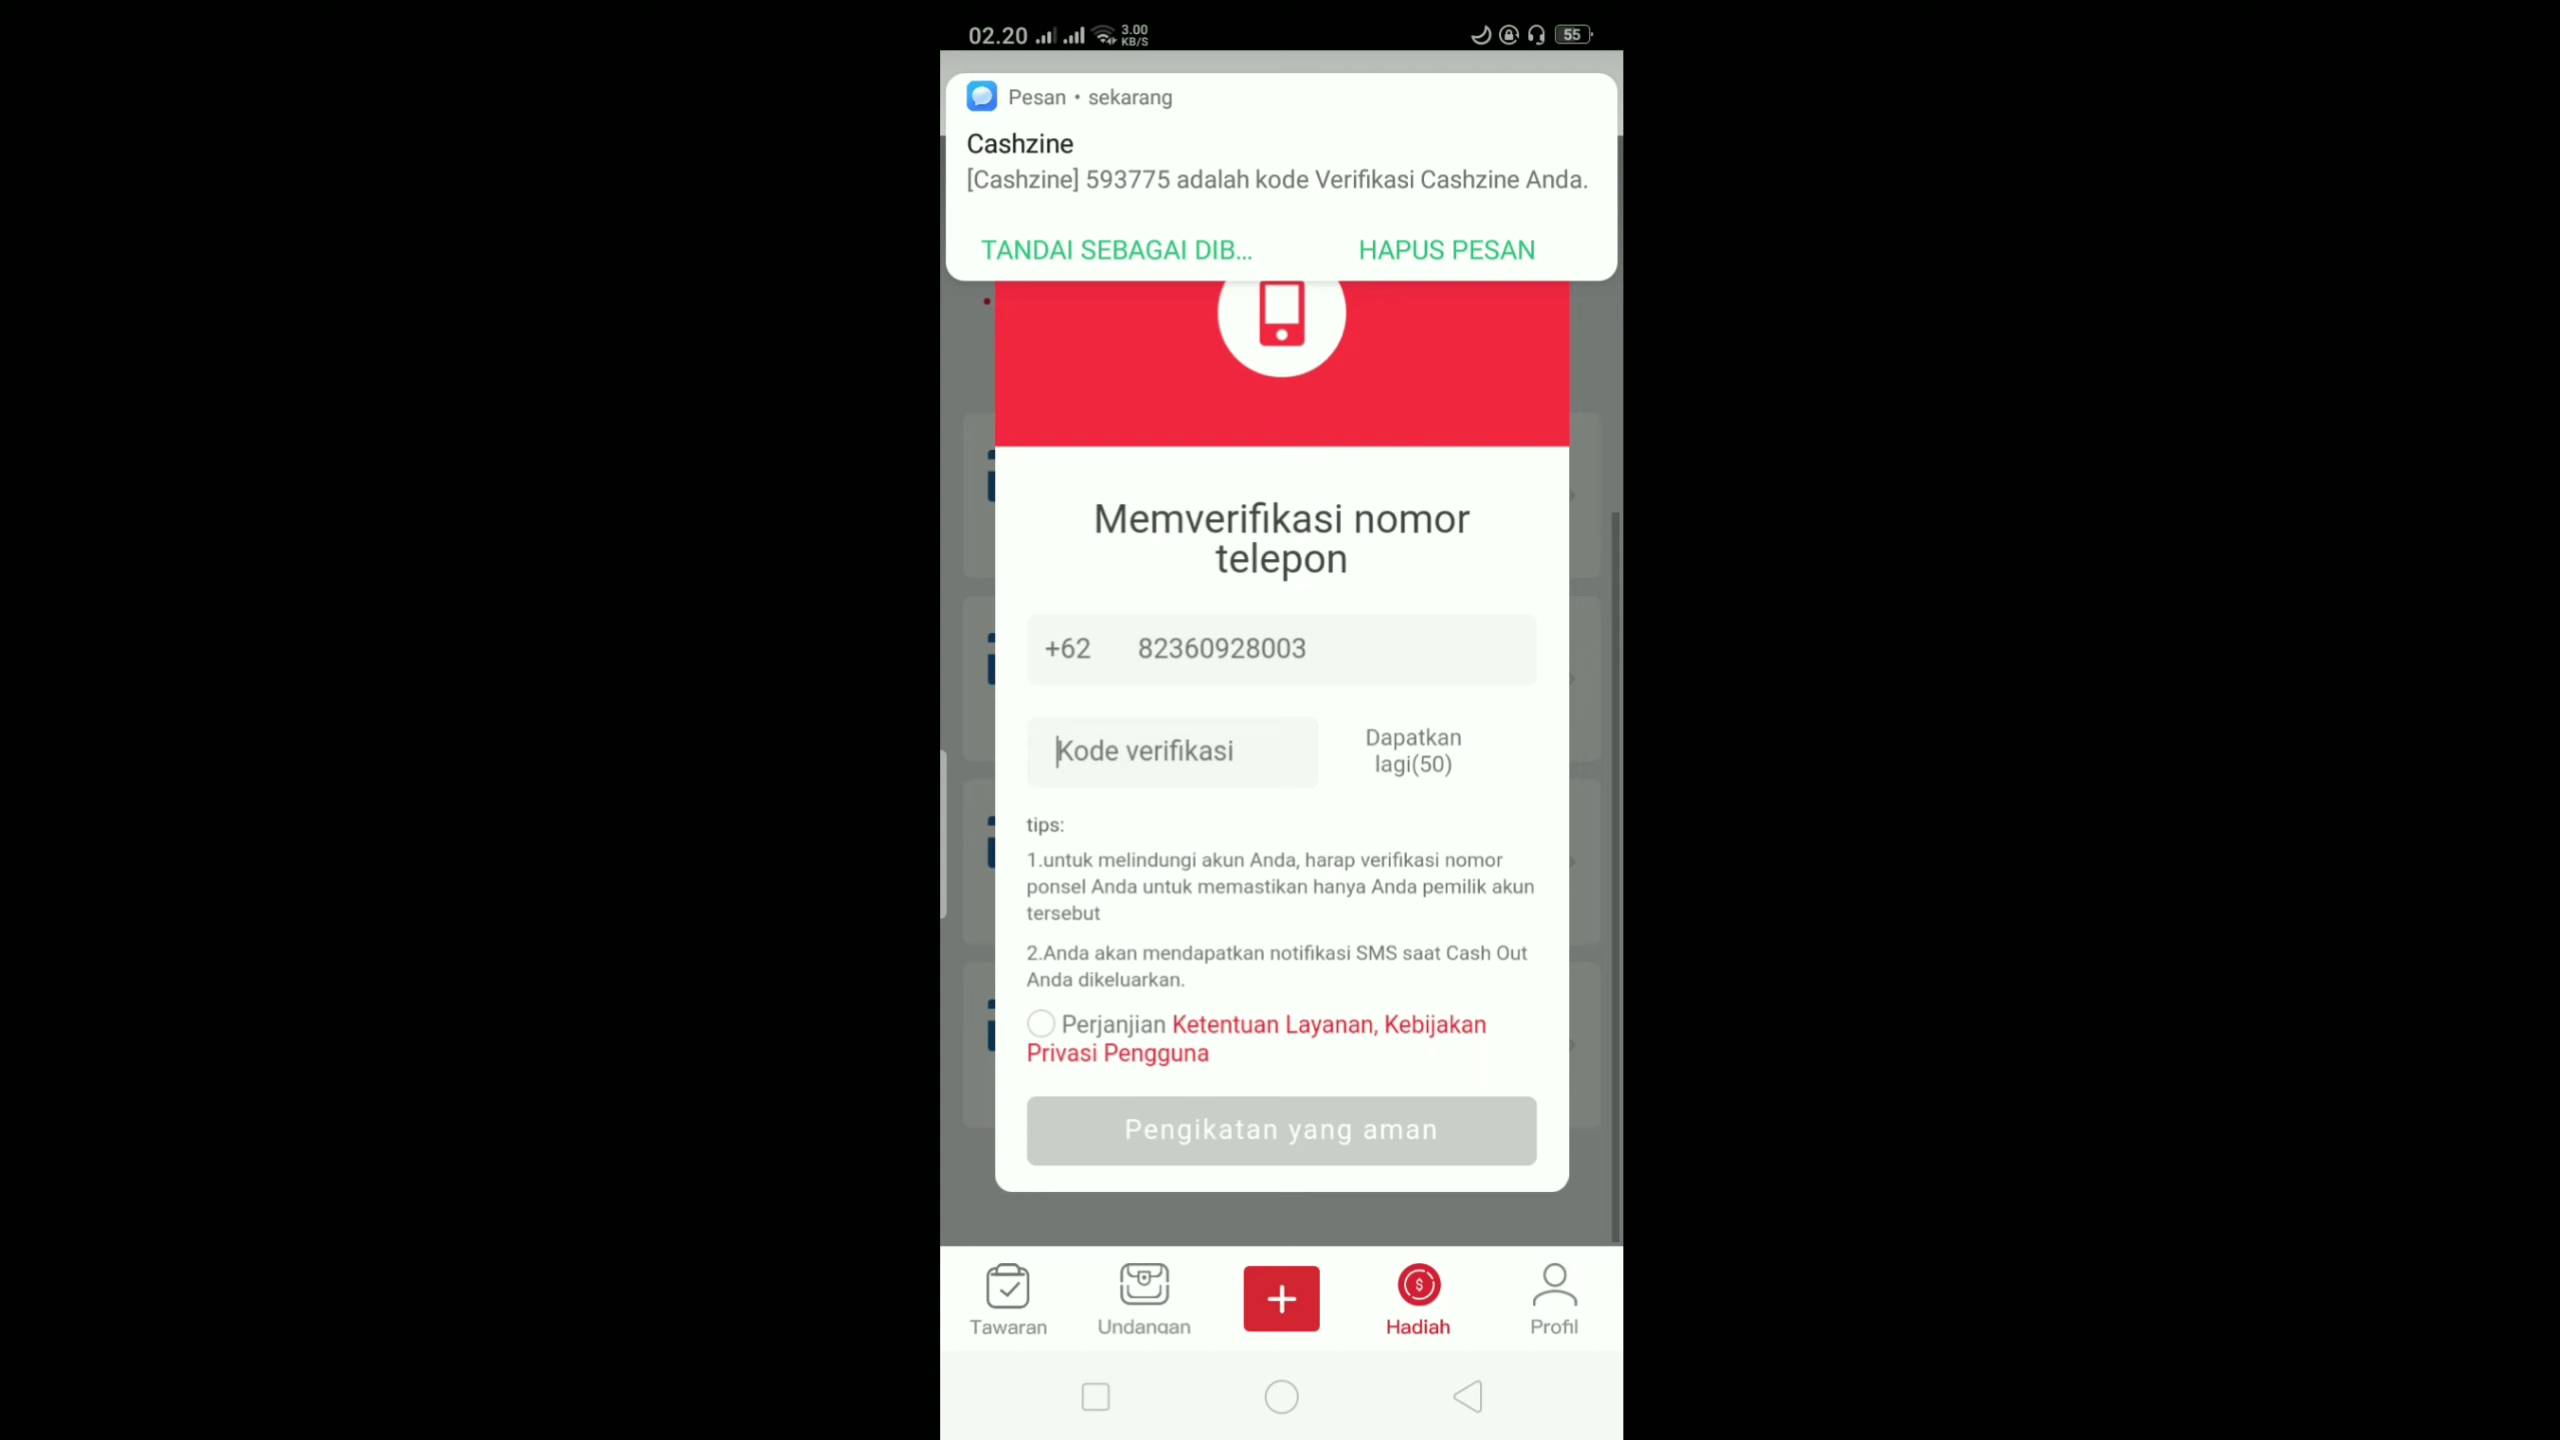 02.20
3.00
KB/S
55
Pesan • sekarang
Cashzine
[Cashzine] 593775 adalah kode Verifikasi Cashzine Anda.
TANDAI SEBAGAI DIB... HAPUS PESAN
Memverifikasi nomor
telepon
+62 82360928003
Kode verifikasi
Dapatkan
lagi(50)
tips:
1.untuk melindungi akun Anda, harap verifikasi nomor
ponsel Anda untuk memastikan hanya Anda pemilik akun
tersebut
2.Anda akan mendapatkan notifikasi SMS saat Cash Out
Anda dikeluarkan.
Perjanjian Ketentuan Layanan, Kebijakan
Privasi Pengguna
Pengikatan yang aman
Tawaran Undangan Hadiah Profil